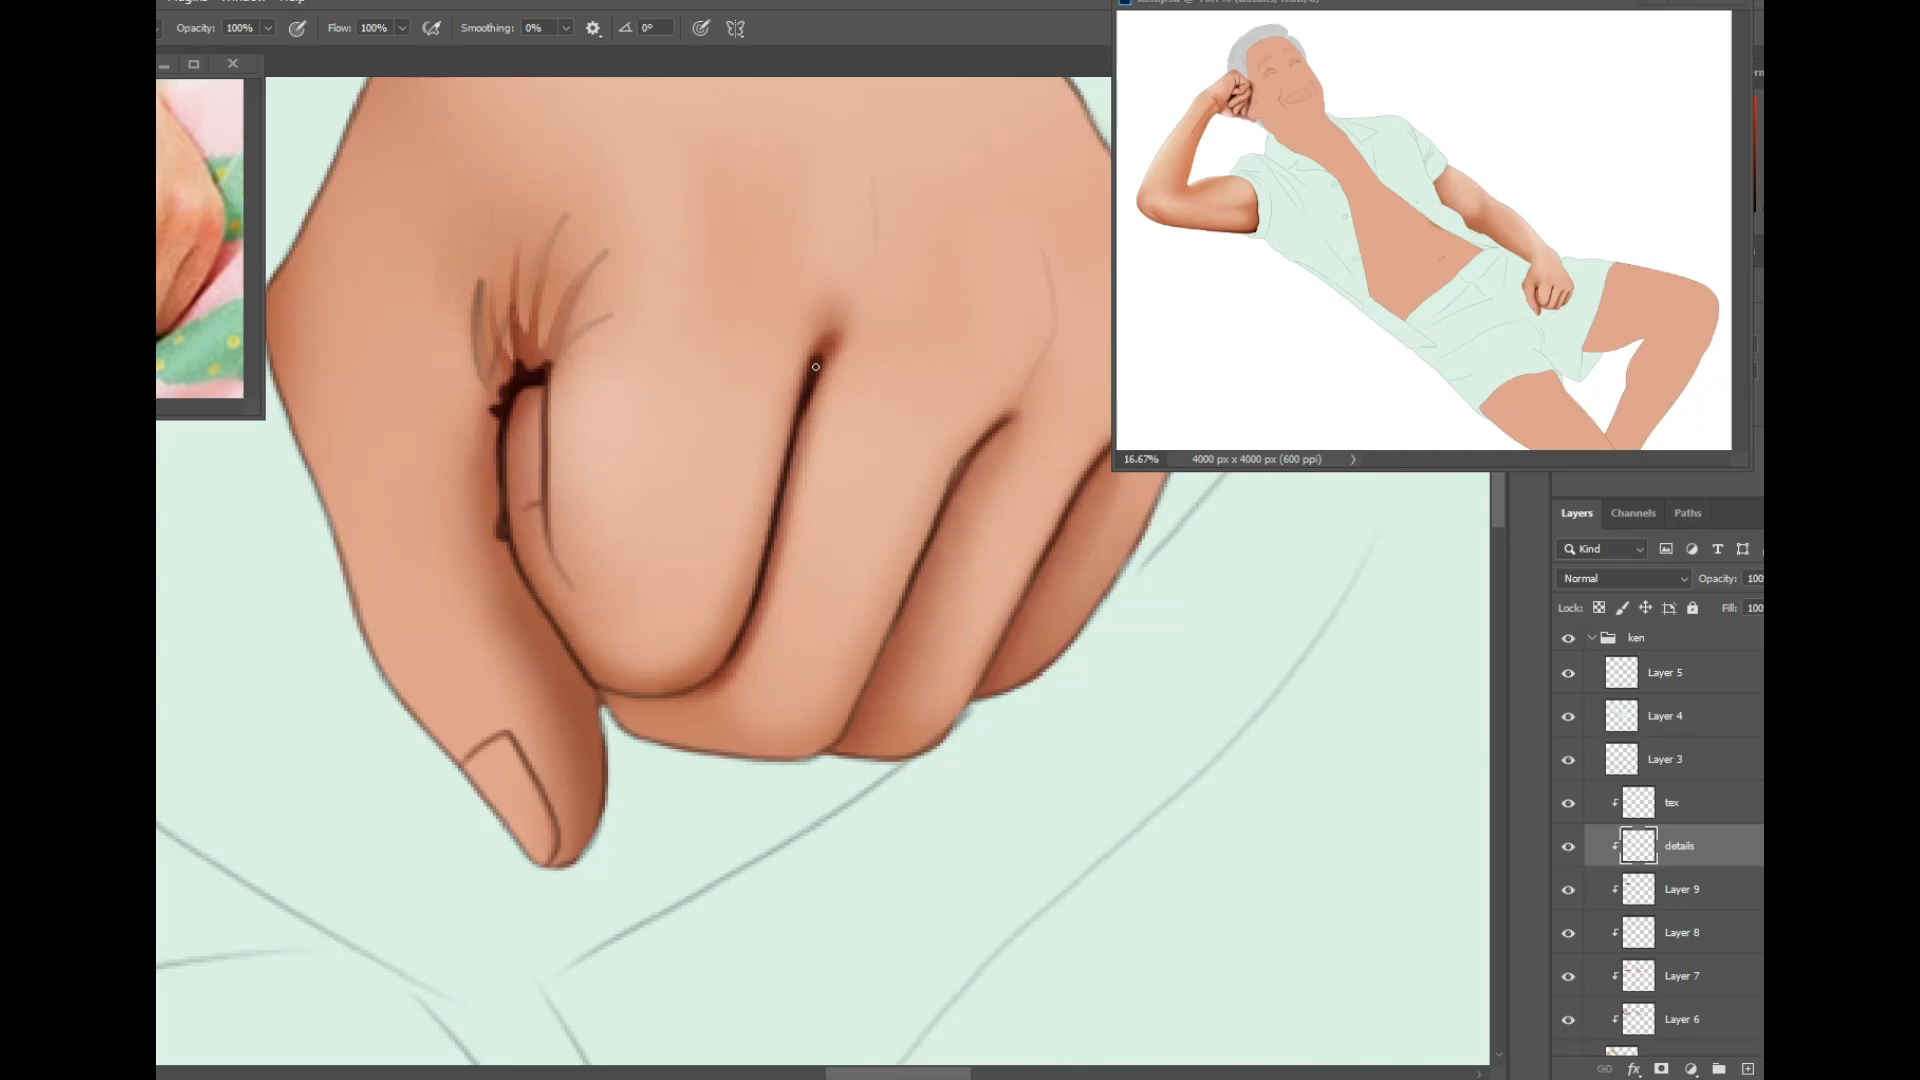 Opacity: 100% Flow: 100% Smoothing: 0% 0°
16.67% 4000 px x 4000 px (600 ppi)
Layers Channels Paths
Kind
Normal Opacity: 100
Lock: Fill: 100
ken
Layer 5
Layer 4
Layer 3
tex
details
Layer 9
Layer 8
Layer 7
Layer 6
fx